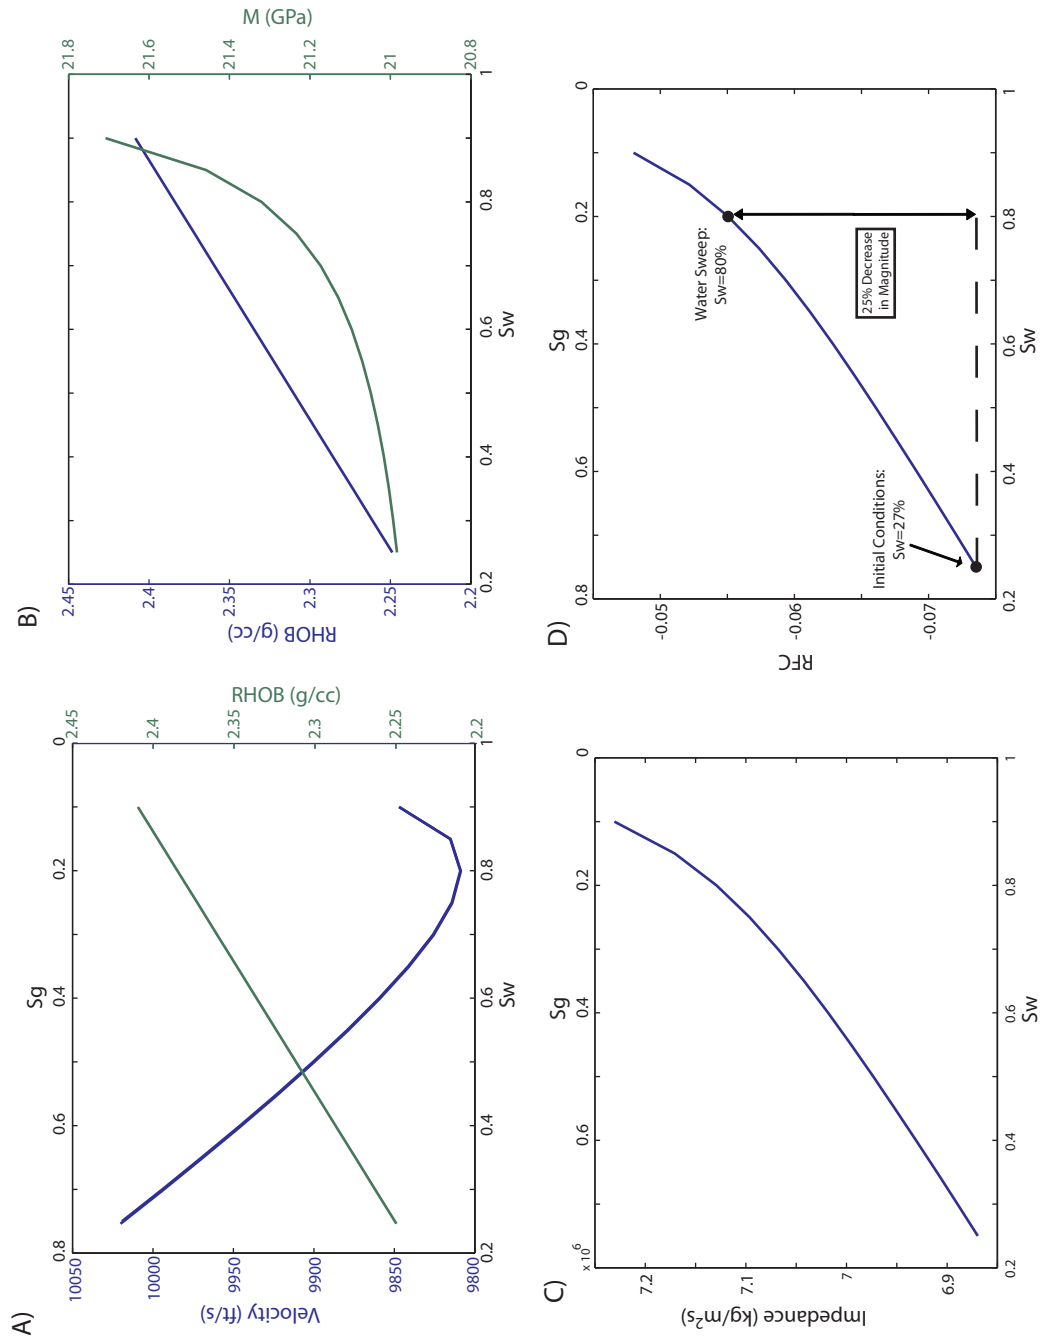 A)
Sg
0.8
0.6
0.4
0.2
0
10050
10000
9950
9900
9850
9800
Velocity (ft/s)
2.45
2.4
2.35
2.3
2.25
2.2
RHOB (g/cc)
0.2
0.4
0.6
0.8
1
Sw
B)
2.45
2.4
2.35
2.3
2.25
2.2
RHOB (g/cc)
21.8
21.6
21.4
21.2
21
20.8
M (GPa)
0.2
0.4
0.6
0.8
1
Sw
C)
Sg
x 10^6
0.6
0.4
0.2
0
7.2
7.1
7
6.9
Impedance (kg/m²s)
0.2
0.4
0.6
0.8
1
Sw
D)
Sg
0.8
0.6
0.4
0.2
0
-0.05
-0.06
-0.07
RFC
Initial Conditions:
Sw=27%
Water Sweep:
Sw=80%
25% Decrease
in Magnitude
0.2
0.4
0.6
0.8
1
Sw